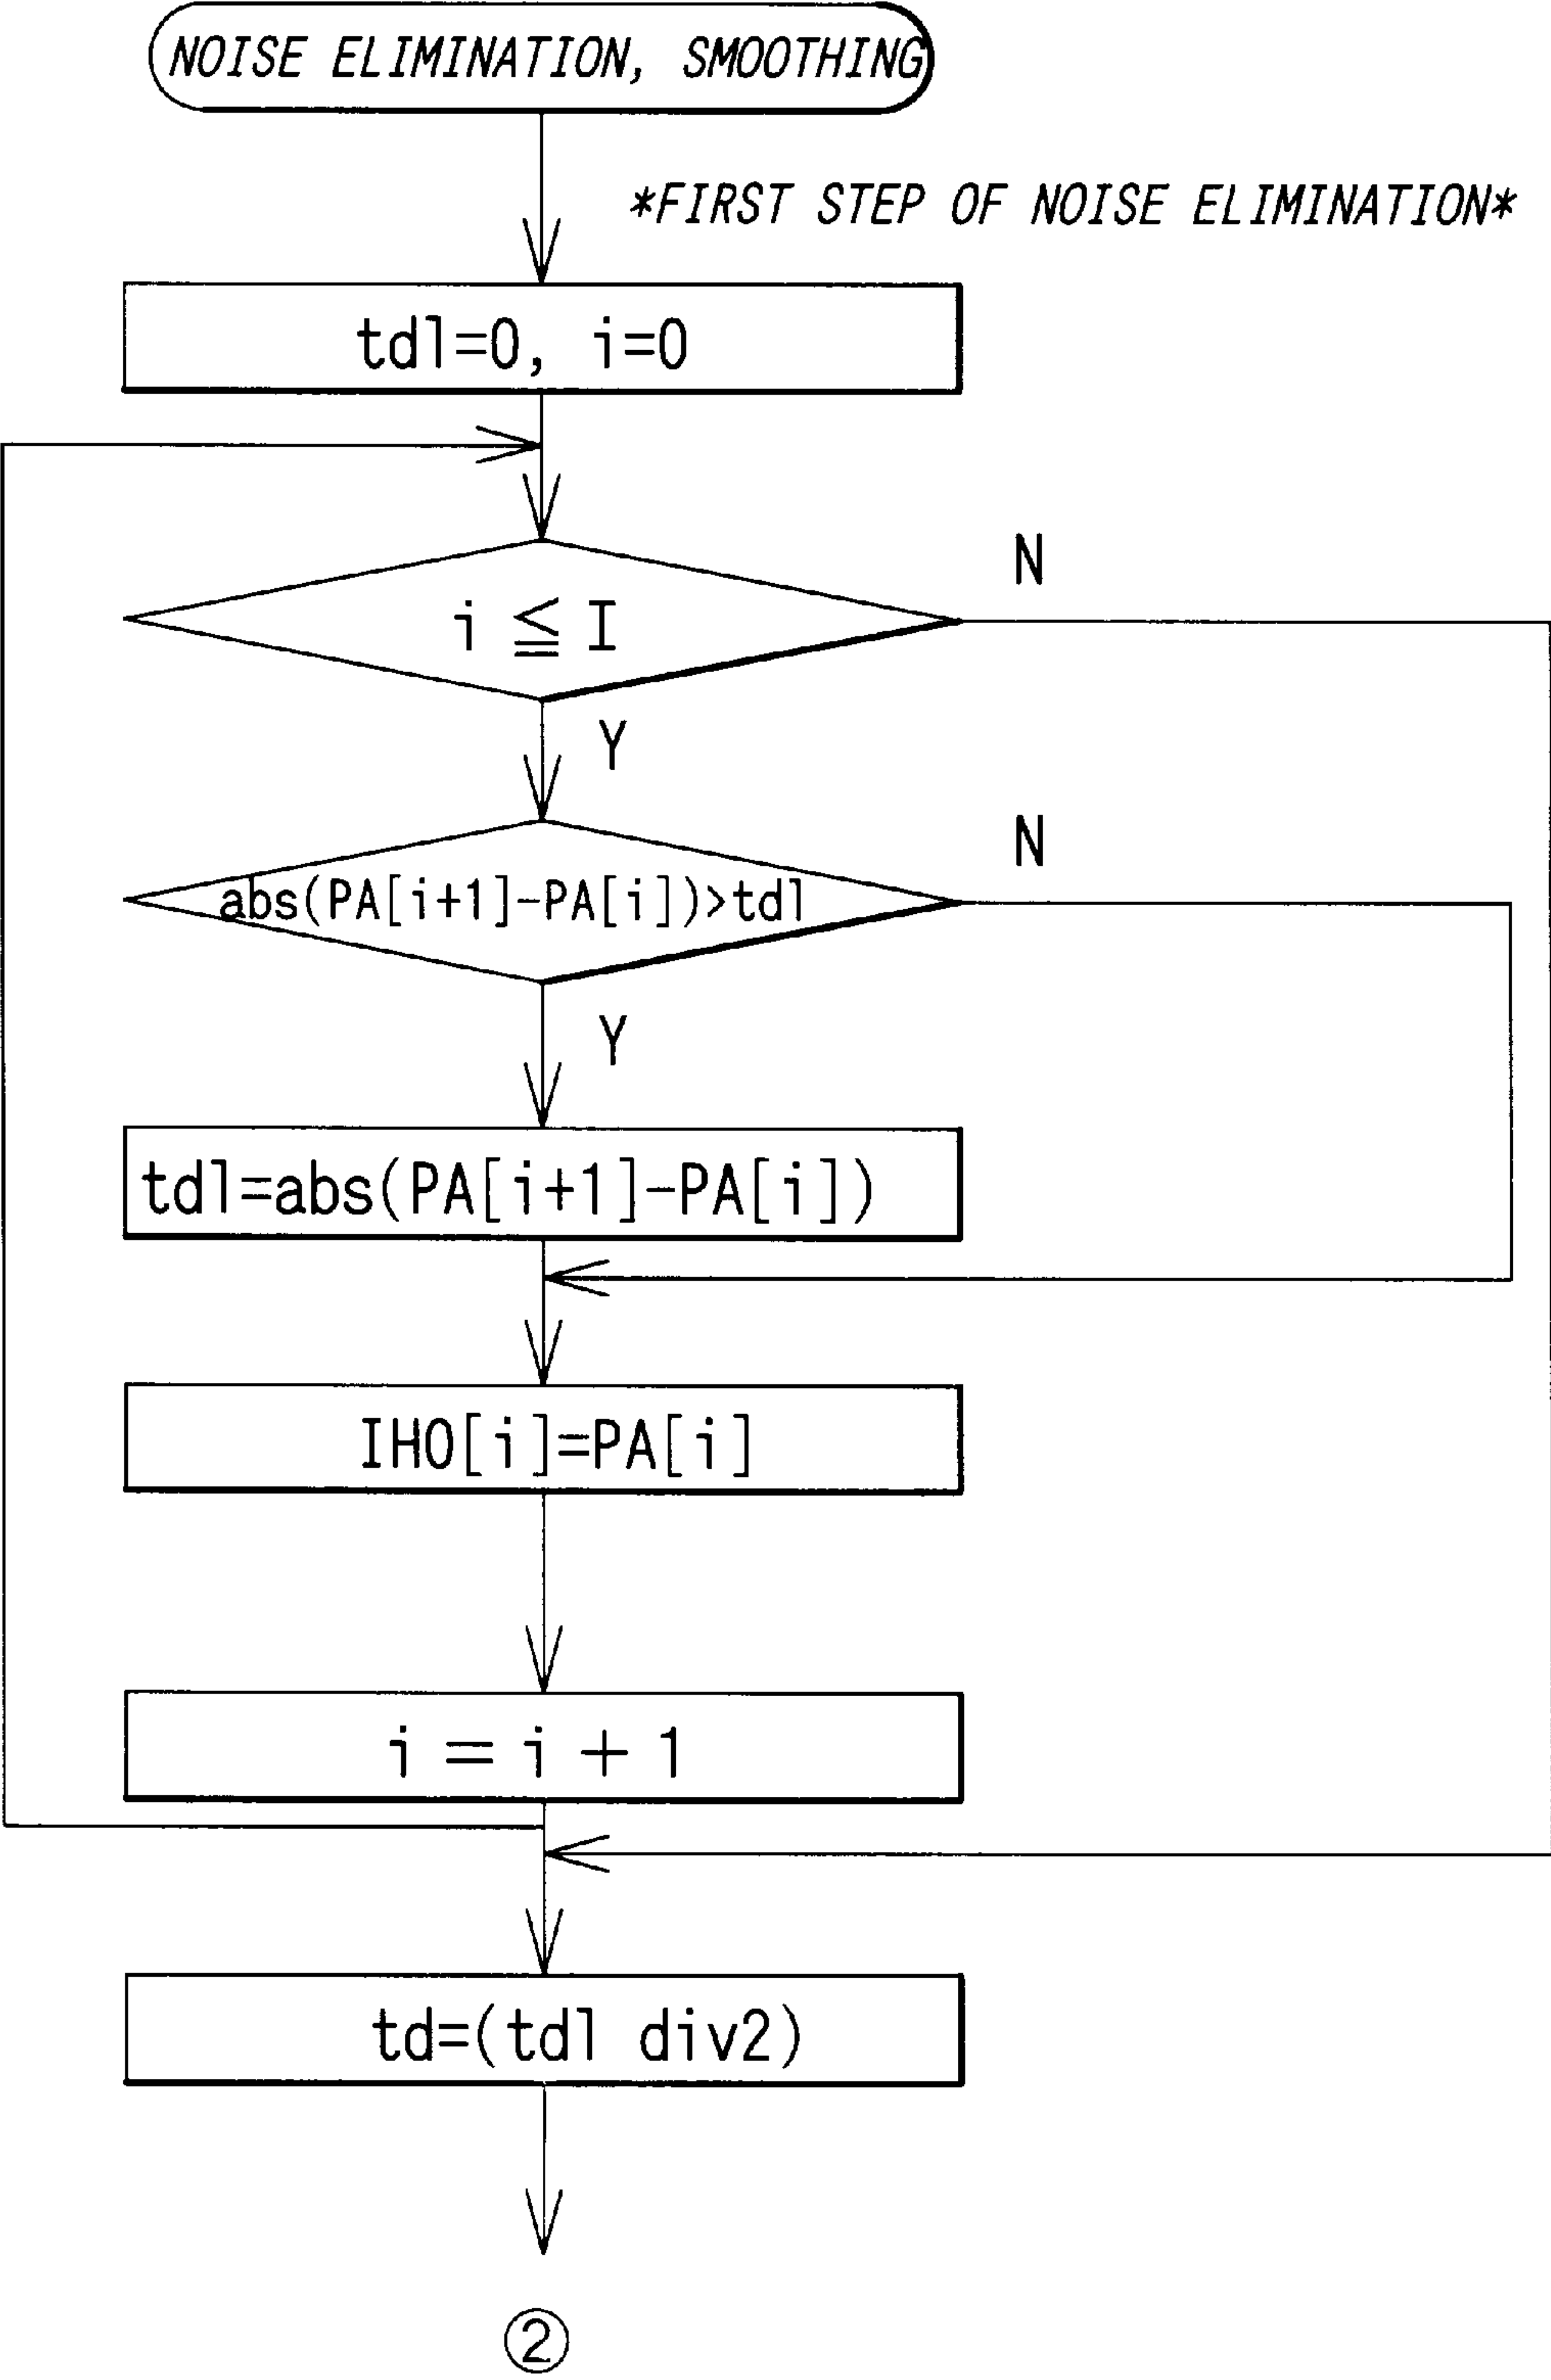 NOISE ELIMINATION, SMOOTHING
*FIRST STEP OF NOISE ELIMINATION*
tdl=0, i=0
i ≦ I
N
Y
abs(PA[i+1]-PA[i])>tdl
N
Y
tdl=abs(PA[i+1]-PA[i])
IHO[i]=PA[i]
i = i + 1
td=(tdl div2)
②